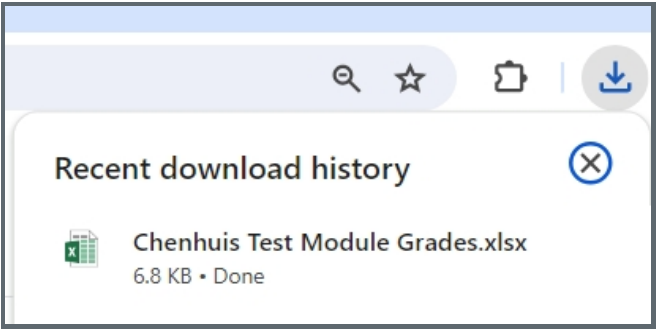 Recent download history
Chenhuis Test Module Grades.xlsx
6.8 KB • Done